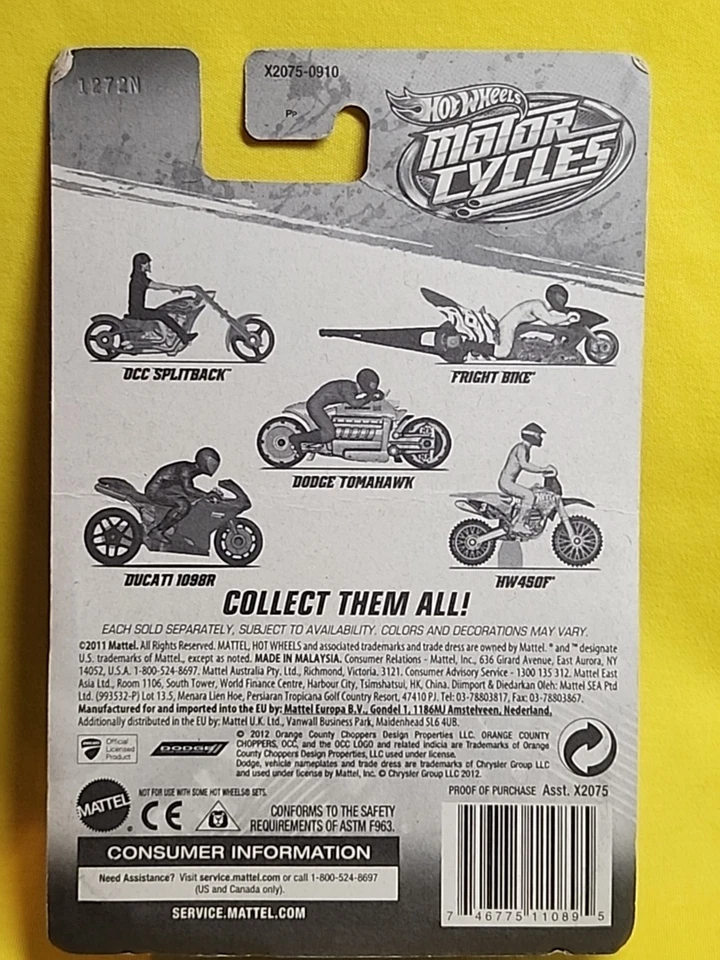 1272N
X2075-0910
PP
HOT WHEELS
MOTOR
CYCLES
OCC SPLITBACK™
FRIGHT BIKE™
DODGE TOMAHAWK
DUCATI 1098R
HW450F™
COLLECT THEM ALL!
EACH SOLD SEPARATELY, SUBJECT TO AVAILABILITY. COLORS AND DECORATIONS MAY VARY.
©2011 Mattel. All Rights Reserved. MATTEL, HOT WHEELS and associated trademarks and trade dress are owned by Mattel. ® and ™ designate
U.S. trademarks of Mattel., except as noted. MADE IN MALAYSIA. Consumer Relations - Mattel, Inc., 636 Girard Avenue, East Aurora, NY
14052, U.S.A. 1-800-524-8697. Mattel Australia Pty. Ltd., Richmond, Victoria. 3121. Consumer Advisory Service - 1300 135 312. Mattel East
Asia Ltd., Room 1106, South Tower, World Finance Centre, Harbour City, Tsimshatsui, HK, China. Diimport & Diedarkan Oleh: Mattel SEA Ptd
Ltd. (993532-P) Lot 13.5, Menara Lien Hoe, Persiaran Tropicana Golf Country Resort, 47410 PJ. Tel: 03-78803817, Fax: 03-78803867.
Manufactured for and imported into the EU by: Mattel Europa B.V., Gondel 1, 1186MJ Amstelveen, Nederland.
Additionally distributed in the EU by: Mattel U.K. Ltd., Vanwall Business Park, Maidenhead SL6 4UB.
DUCATI
Official
Licensed
Product
DODGE
© 2012 Orange County Choppers Design Properties LLC. ORANGE COUNTY
CHOPPERS, OCC, and the OCC LOGO and related indicia are Trademarks of Orange
County Choppers Design Properties, LLC used under license.
Dodge, vehicle nameplates and trade dress are trademarks of Chrysler Group LLC
and used under license by Mattel, Inc. © Chrysler Group LLC 2012.
MATTEL
NOT FOR USE WITH SOME HOT WHEELS® SETS.
CE
CONFORMS TO THE SAFETY
REQUIREMENTS OF ASTM F963.
PROOF OF PURCHASE Asst. X2075
CONSUMER INFORMATION
Need Assistance? Visit service.mattel.com or call 1-800-524-8697
(US and Canada only).
SERVICE.MATTEL.COM
7 46775 11089 5